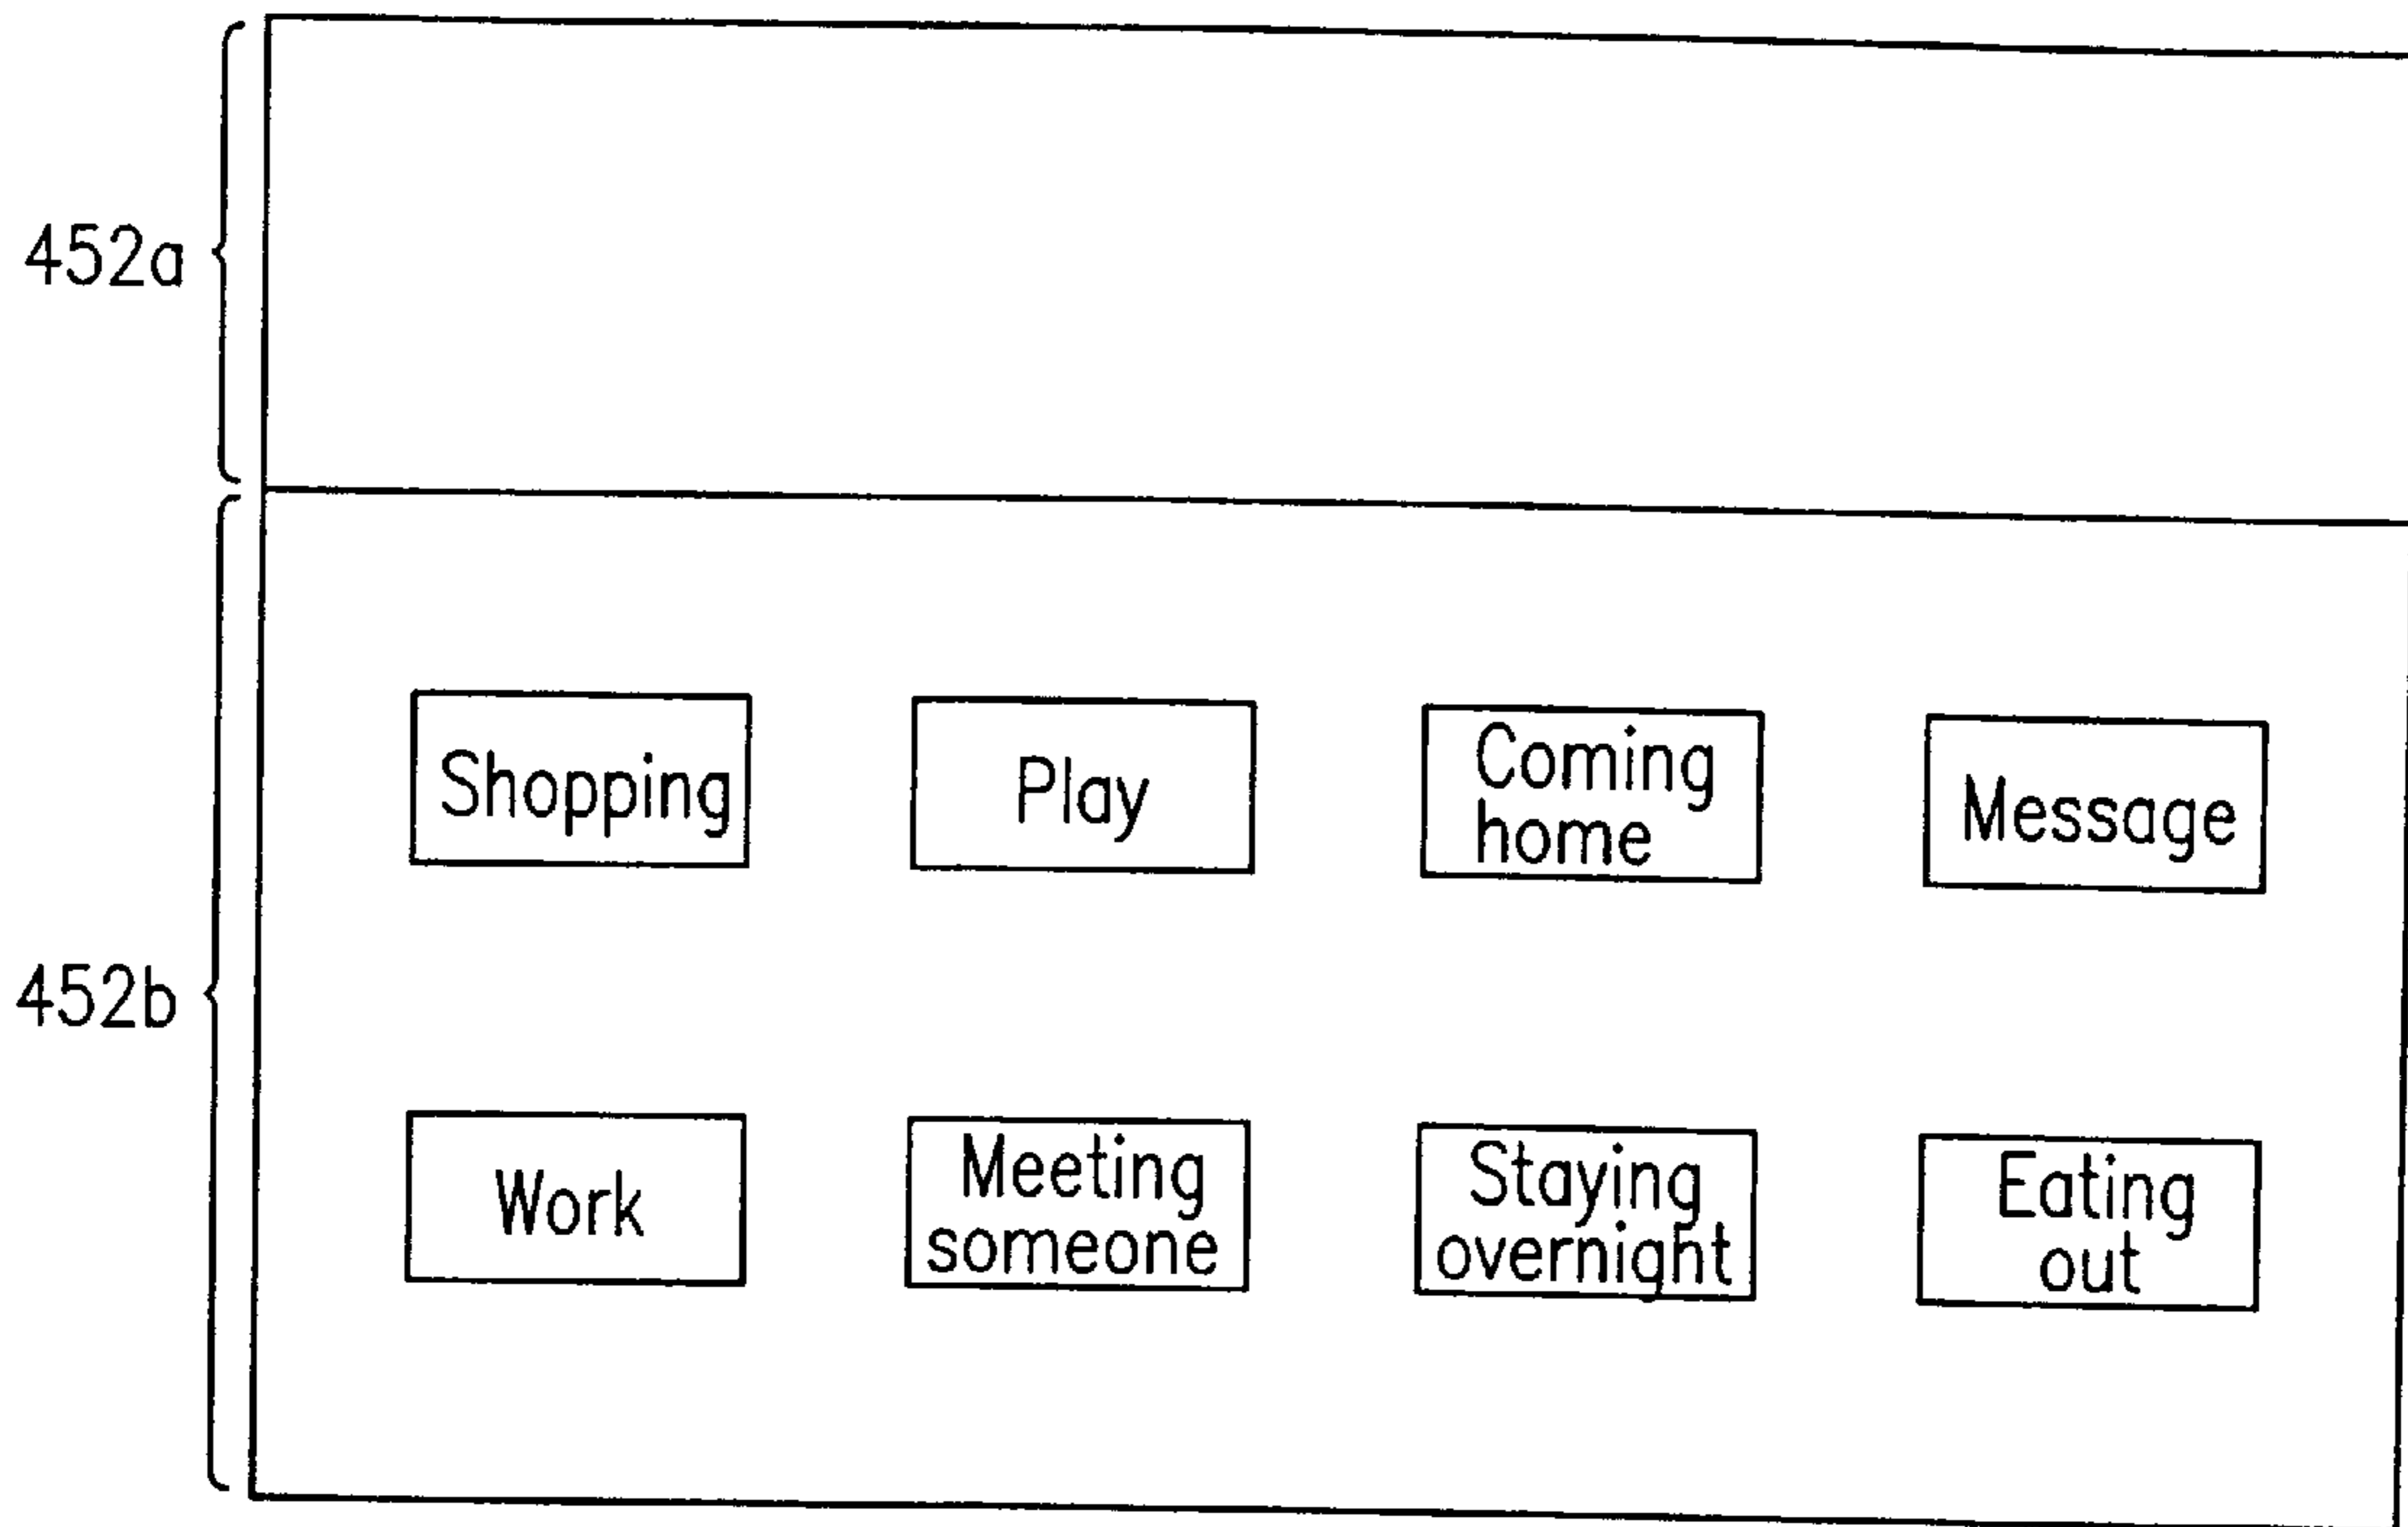 452a
452b
Shopping
Play
Coming
home
Message
Work
Meeting
someone
Staying
overnight
Eating
out